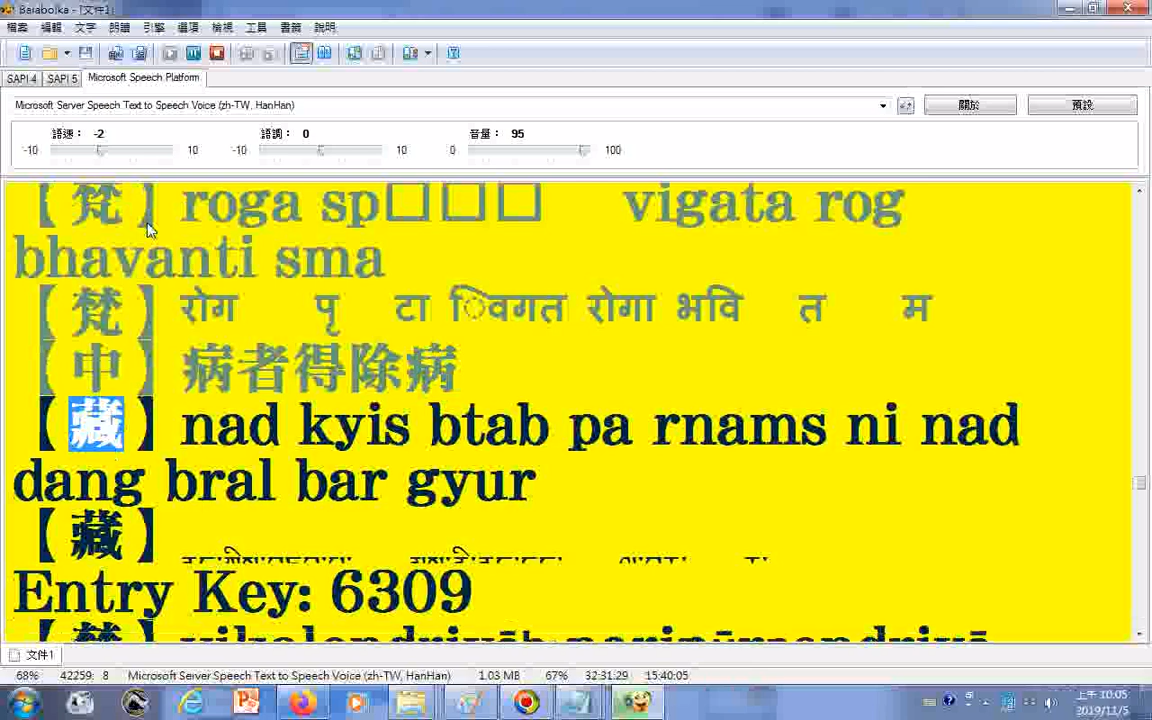 Balabolka - [文件1]
檔案 編輯 文字 朗讀 引擎 選項 檢視 工具 書籤 說明
SAPI 4 SAPI 5 Microsoft Speech Platform
Microsoft Server Speech Text to Speech Voice (zh-TW, HanHan) 關於 預設
語速： -2 語調： 0 音量： 95
-10 10 -10 10 0 100
【梵】roga sp□□□ vigata rog
bhavanti sma
【梵】रोग पृ टा िवगत रोगा भवि त म
【中】病者得除病
【藏】nad kyis btab pa rnams ni nad
dang bral bar gyur
【藏】
Entry Key: 6309
文件1
68% 42259: 8 Microsoft Server Speech Text to Speech Voice (zh-TW, HanHan) 1.03 MB 67% 32:31.29 15:40:05
上午 10:05
2019/11/5